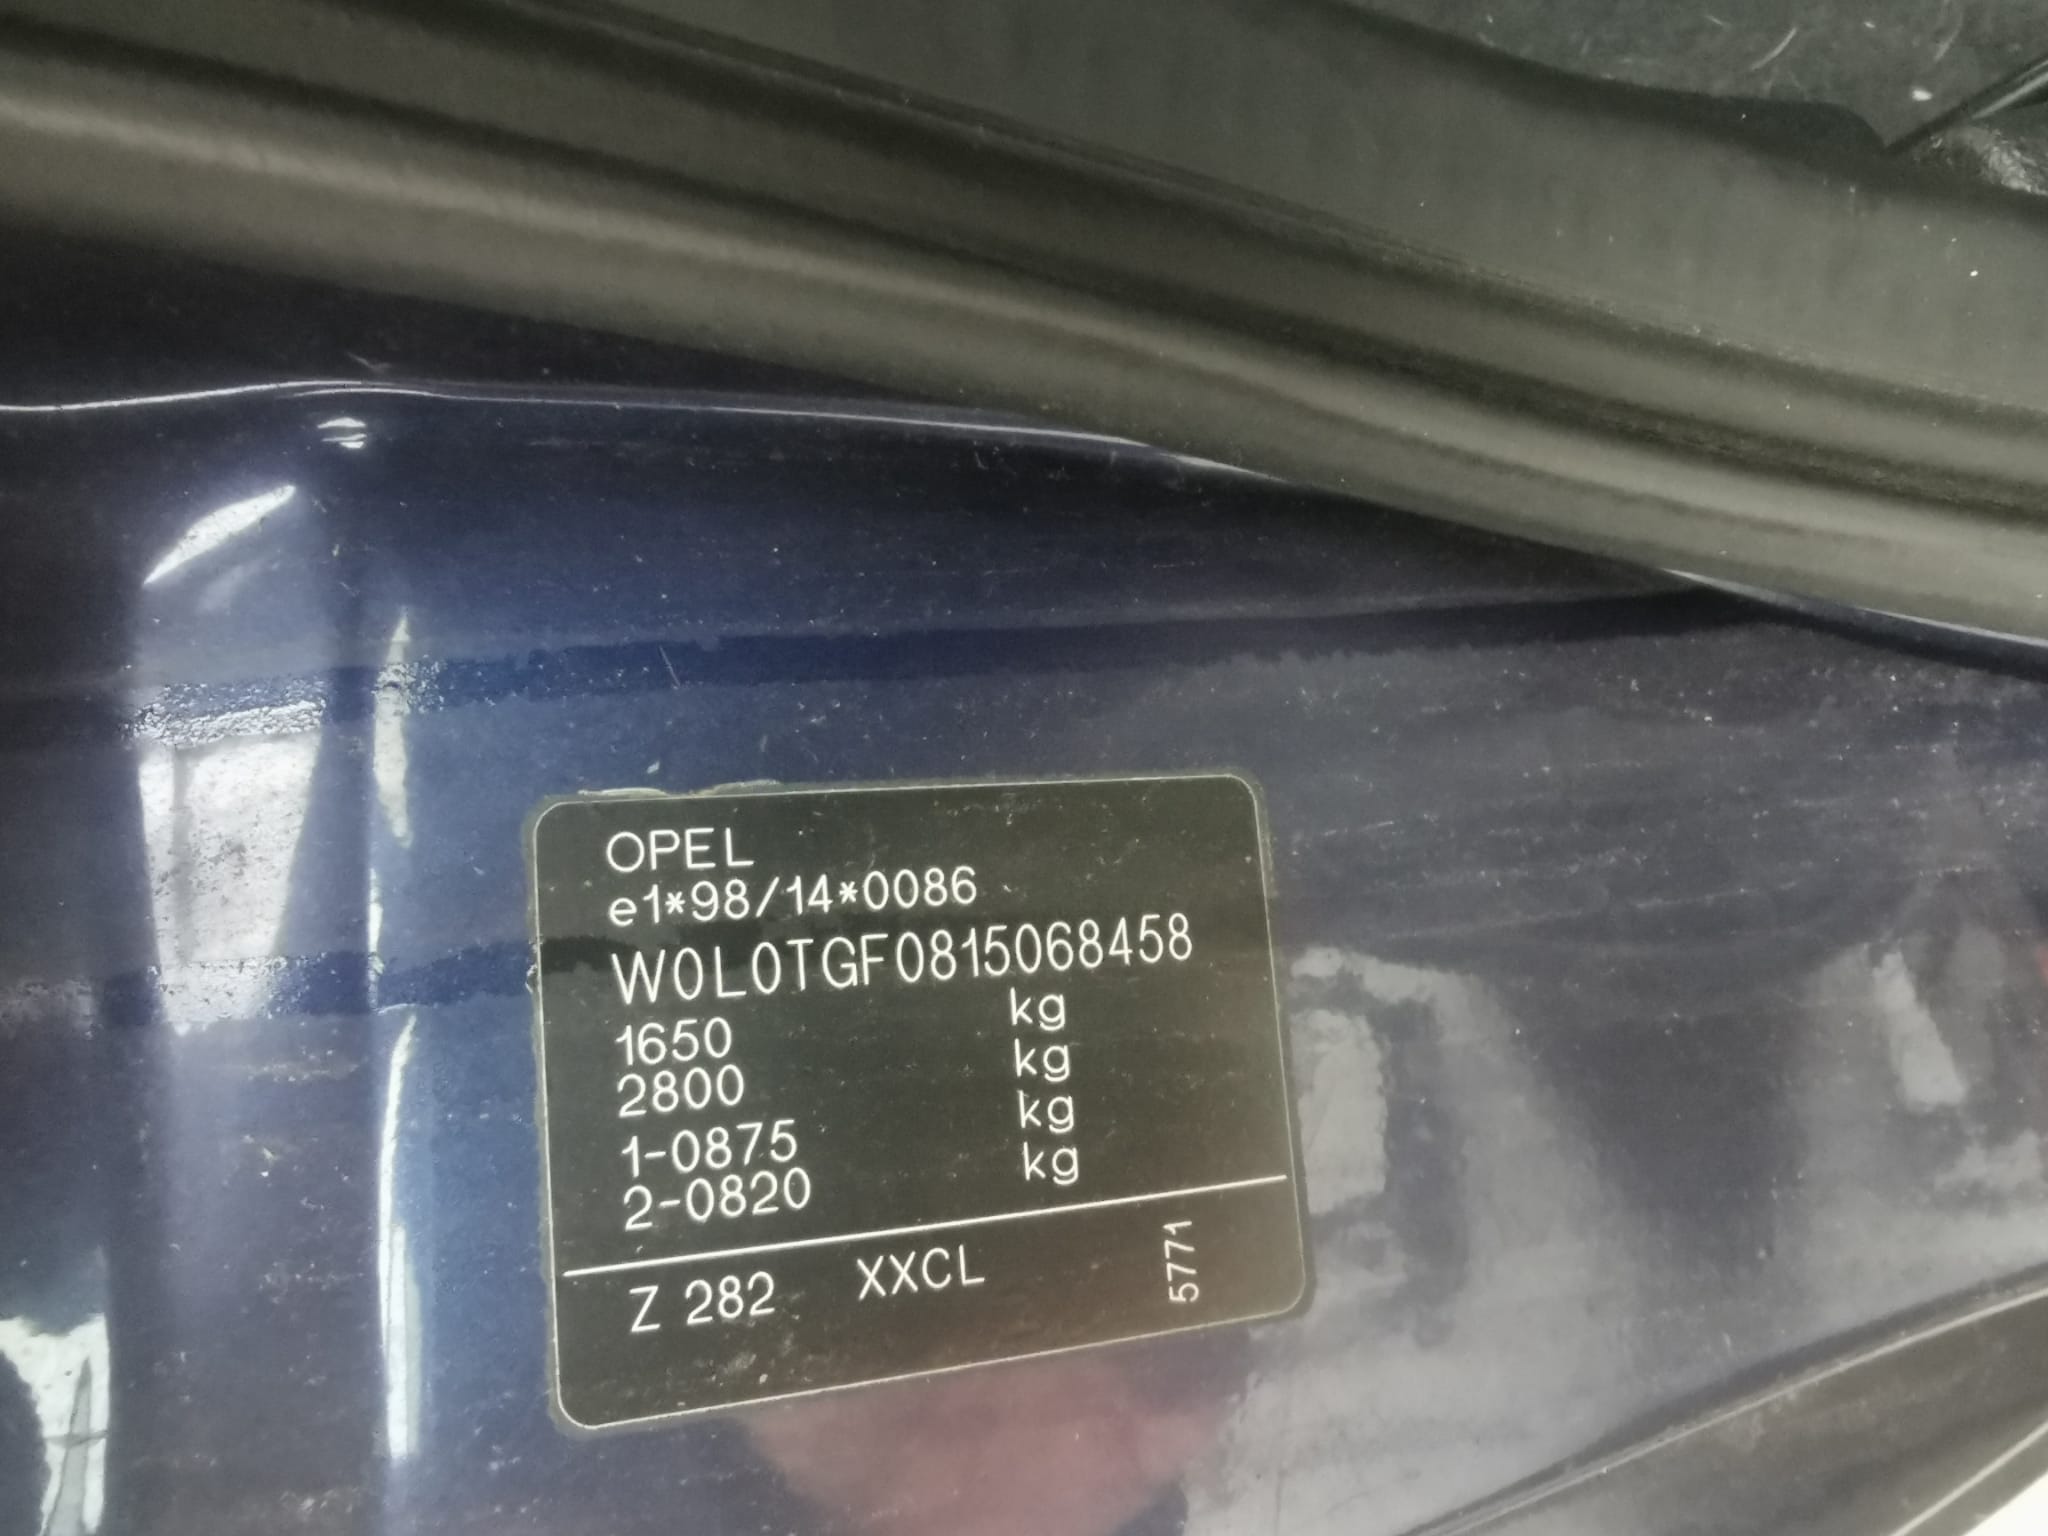 OPEL
e1*98/14*0086
W0L0TGF0815068458
1650 kg
2800 kg
1-0875 kg
2-0820 kg
Z 282 XXCL 5771